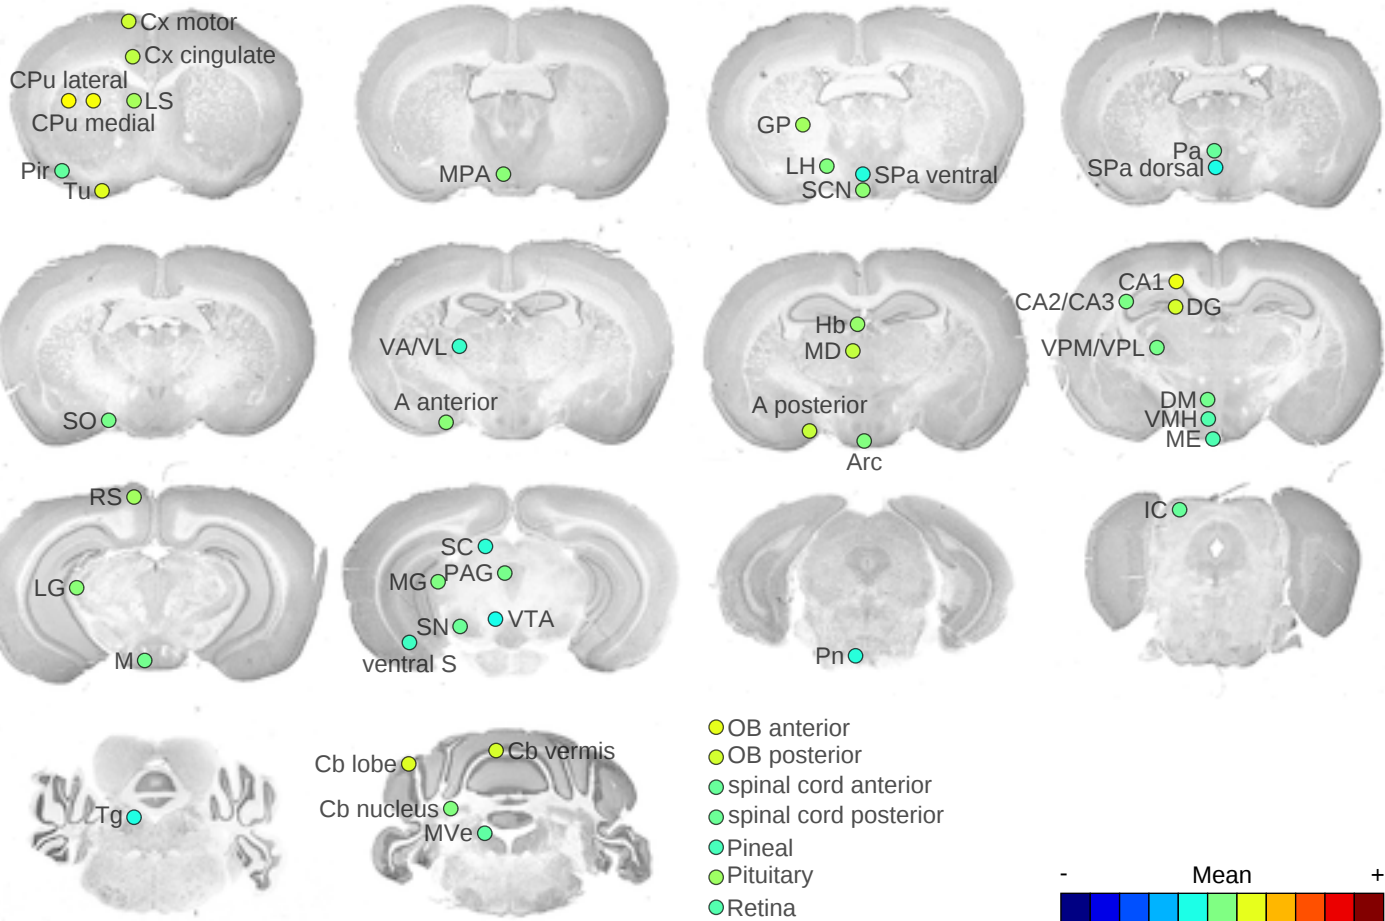 Cx motor
Cx cingulate
CPu lateral
LS
CPu medial
Pir
Tu
MPA
GP
LH
SPa ventral
SCN
Pa
SPa dorsal
SO
VA/VL
A anterior
Hb
MD
A posterior
Arc
CA1
CA2/CA3
DG
VPM/VPL
DM
VMH
ME
RS
LG
M
SC
MG
PAG
SN
VTA
ventral S
Pn
IC
Tg
Cb lobe
Cb vermis
Cb nucleus
MVe
OB anterior
OB posterior
spinal cord anterior
spinal cord posterior
Pineal
Pituitary
Retina
- Mean +